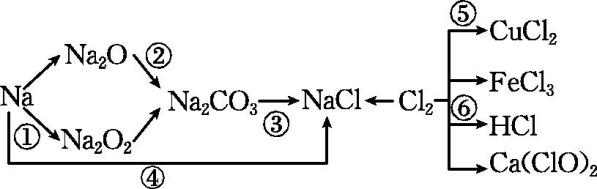 ⑤
CuCl₂
Na₂O ②
FeCl₃
Na Na₂CO₃ NaCl Cl₂
⑥
③ HCl
① Na₂O₂
④ Ca(ClO)₂